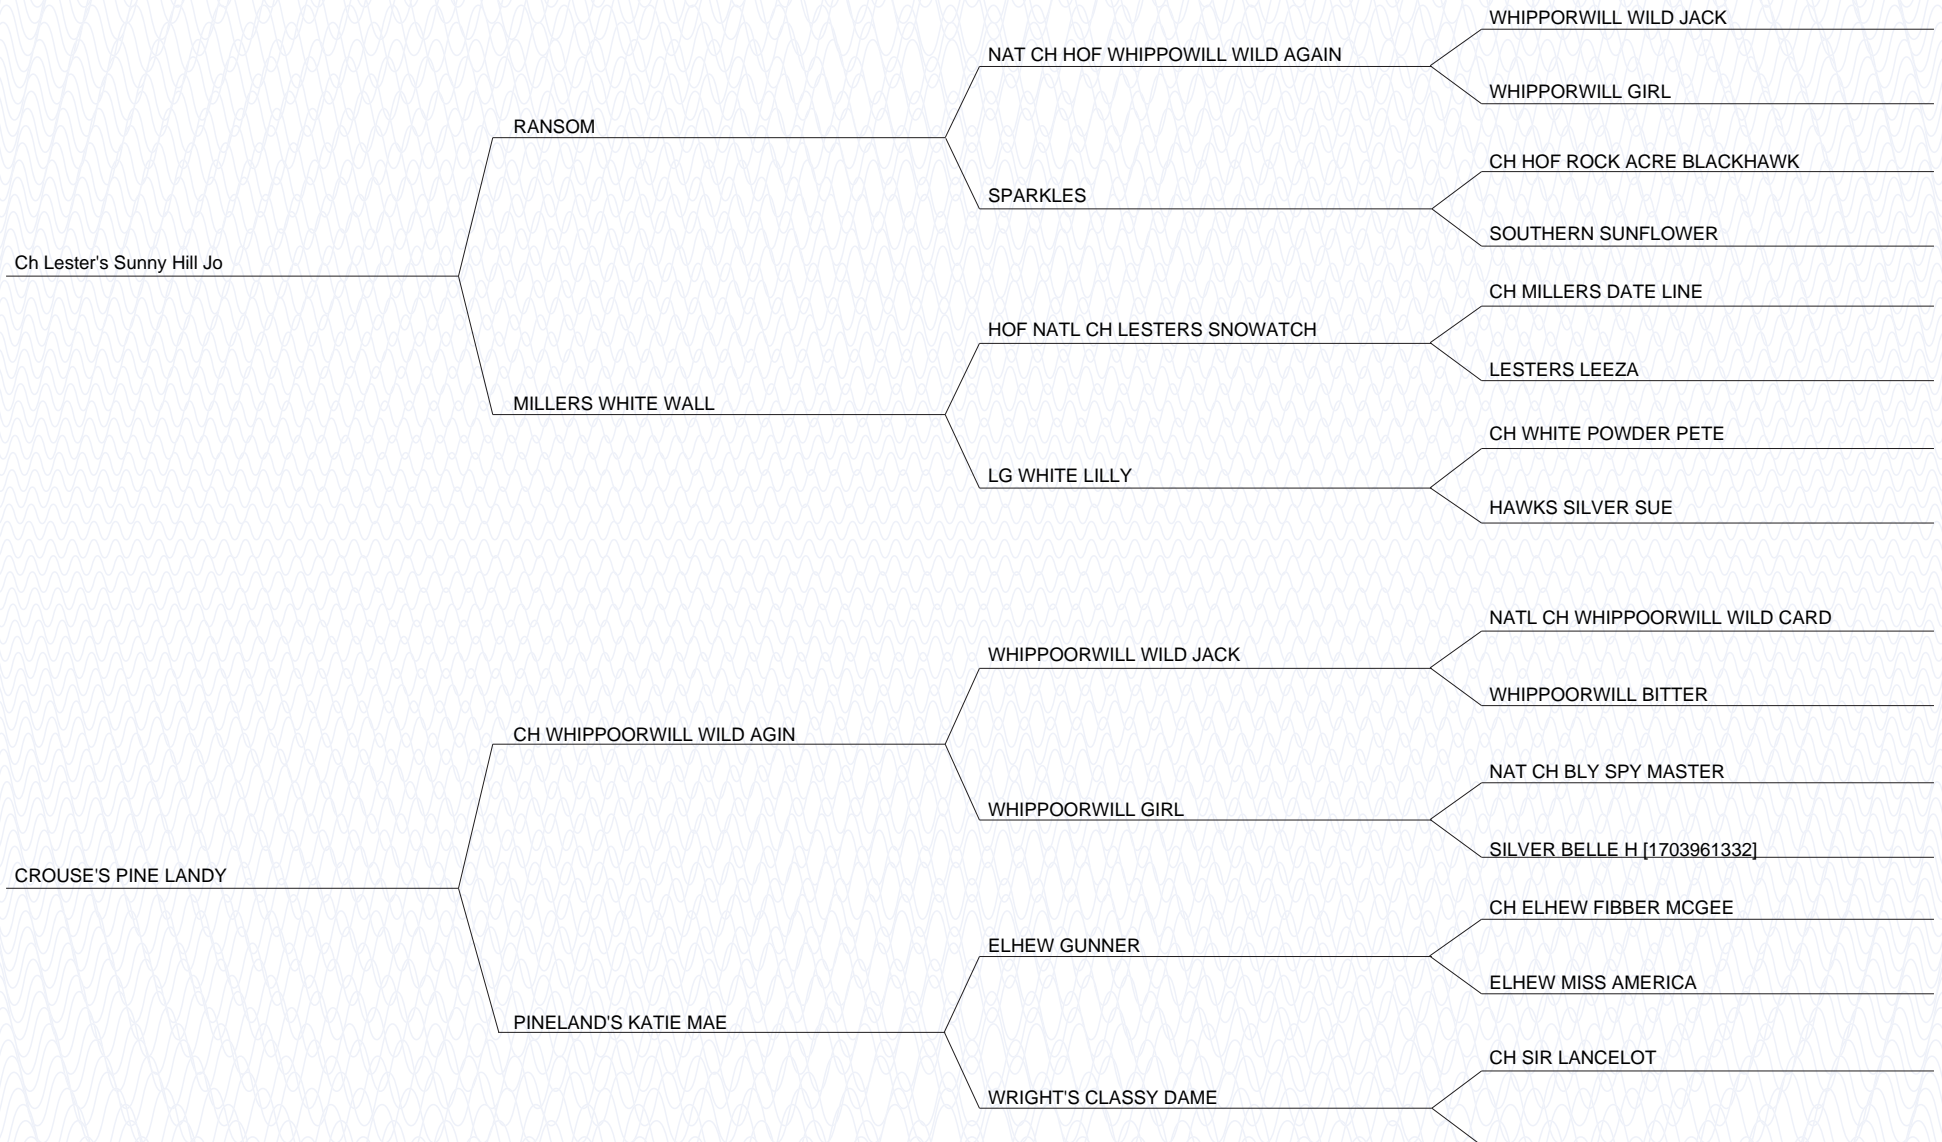 WHIPPORWILL WILD JACK
NAT CH HOF WHIPPOWILL WILD AGAIN
WHIPPORWILL GIRL
RANSOM
CH HOF ROCK ACRE BLACKHAWK
SPARKLES
SOUTHERN SUNFLOWER
Ch Lester's Sunny Hill Jo
CH MILLERS DATE LINE
HOF NATL CH LESTERS SNOWATCH
LESTERS LEEZA
MILLERS WHITE WALL
CH WHITE POWDER PETE
LG WHITE LILLY
HAWKS SILVER SUE
NATL CH WHIPPOORWILL WILD CARD
WHIPPOORWILL WILD JACK
WHIPPOORWILL BITTER
CH WHIPPOORWILL WILD AGIN
NAT CH BLY SPY MASTER
WHIPPOORWILL GIRL
SILVER BELLE H [1703961332]
CROUSE'S PINE LANDY
CH ELHEW FIBBER MCGEE
ELHEW GUNNER
ELHEW MISS AMERICA
PINELAND'S KATIE MAE
CH SIR LANCELOT
WRIGHT'S CLASSY DAME